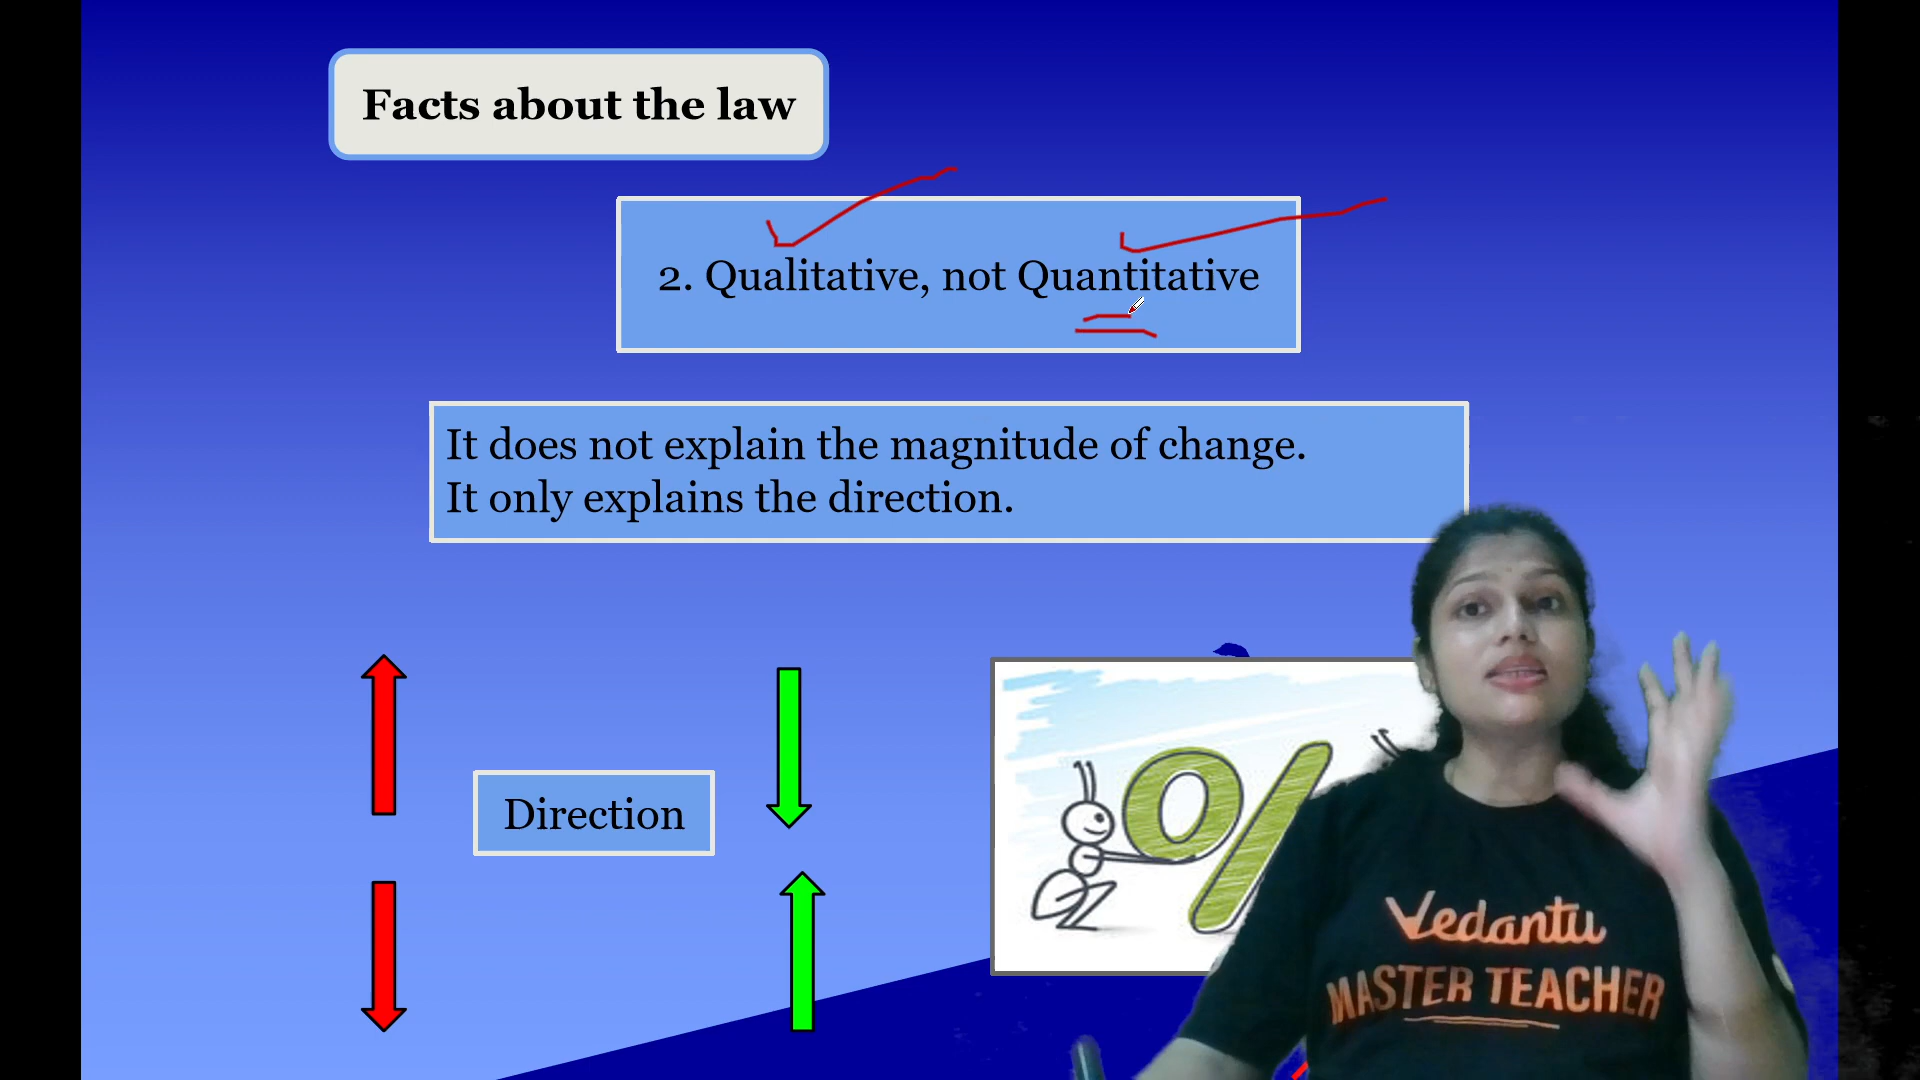 Facts about the law
2. Qualitative, not Quantitative
It does not explain the magnitude of change.
It only explains the direction.
Direction
%
Vedantu
MASTER TEACHER